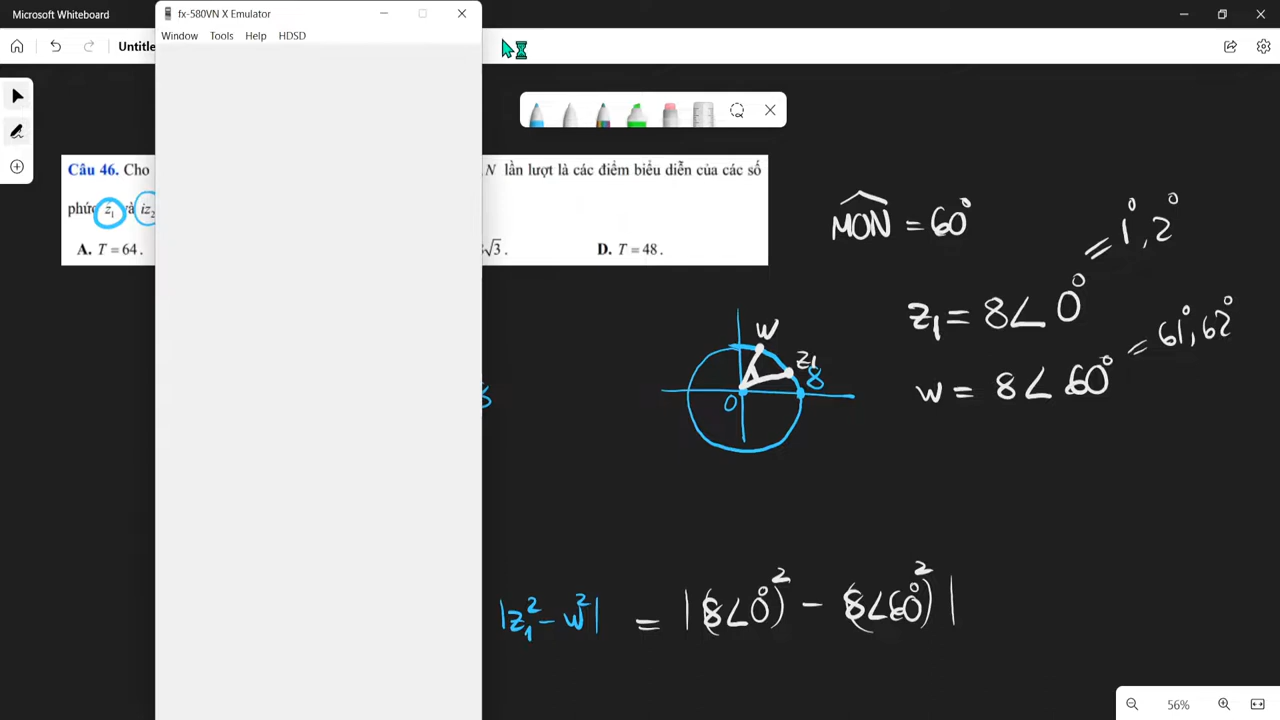 Microsoft Whiteboard
fx-580VN X Emulator
Window Tools Help HDSD
Untitle
Câu 46. Cho
N lần lượt là các điểm biểu diễn của các số
phức z₁ và iz₂
A. T = 64 .
√3 .
D. T = 48 .
MON = 60°
= 1°, 2°
z₁ = 8∠0°
= 61°, 62°
w = 8∠60°
w
z₁
8
O
8
|z₁² - w²| = |(8∠0°)² - (8∠60°)²|
56%